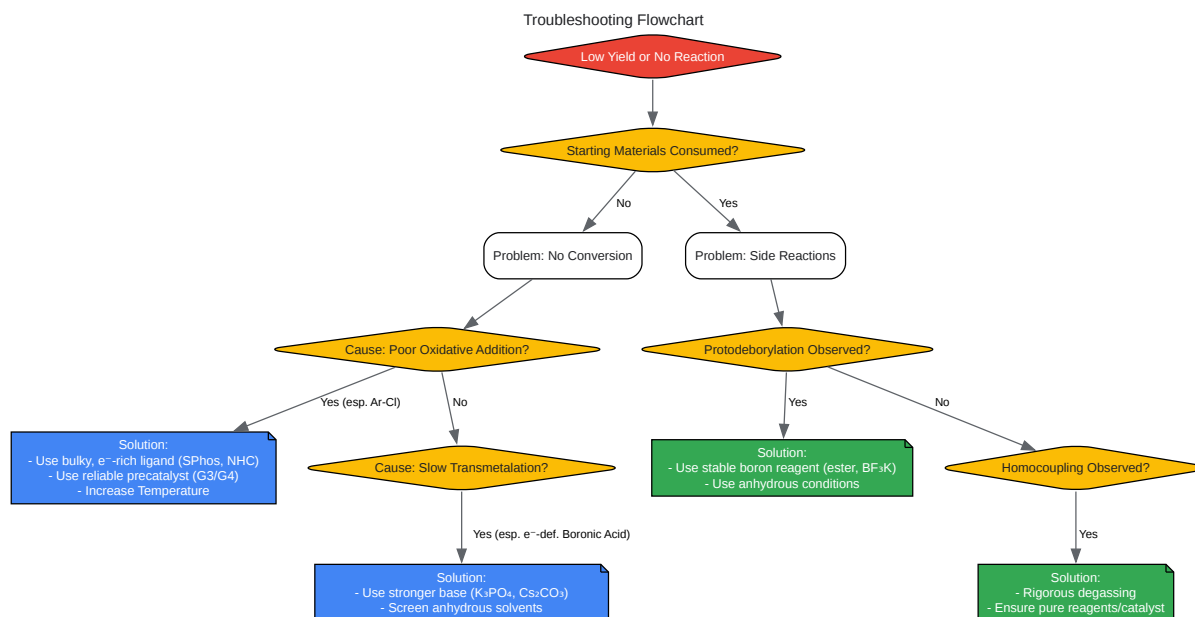 Troubleshooting Flowchart
Low Yield or No Reaction
Starting Materials Consumed?
No
Yes
Problem: No Conversion
Problem: Side Reactions
Cause: Poor Oxidative Addition?
Protodeborylation Observed?
Yes (esp. Ar-Cl)
No
Yes
No
Solution:
- Use bulky, e⁻-rich ligand (SPhos, NHC)
- Use reliable precatalyst (G3/G4)
- Increase Temperature
Cause: Slow Transmetalation?
Solution:
- Use stable boron reagent (ester, BF₃K)
- Use anhydrous conditions
Homocoupling Observed?
Yes (esp. e⁻-def. Boronic Acid)
Yes
Solution:
- Use stronger base (K₃PO₄, Cs₂CO₃)
- Screen anhydrous solvents
Solution:
- Rigorous degassing
- Ensure pure reagents/catalyst